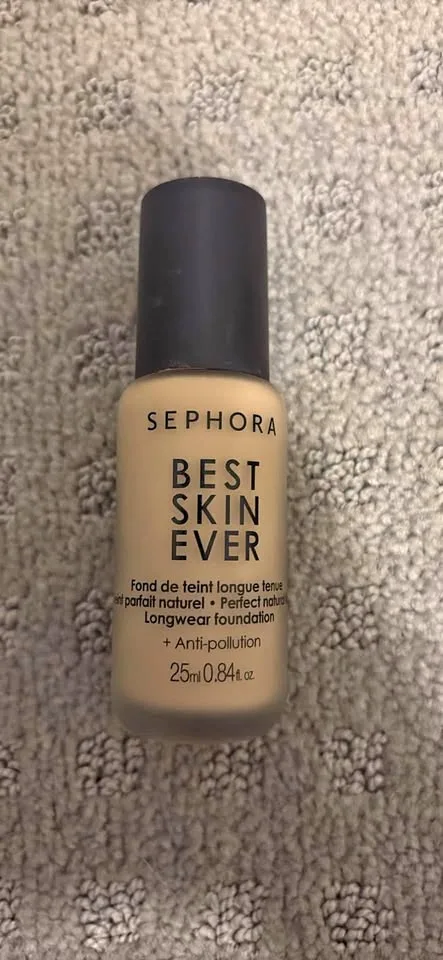 SEPHORA
BEST
SKIN
EVER
Fond de teint longue tenue
parfait naturel • Perfect
Longwear foundation
+ Anti-pollution
25ml 0.84fl. oz.